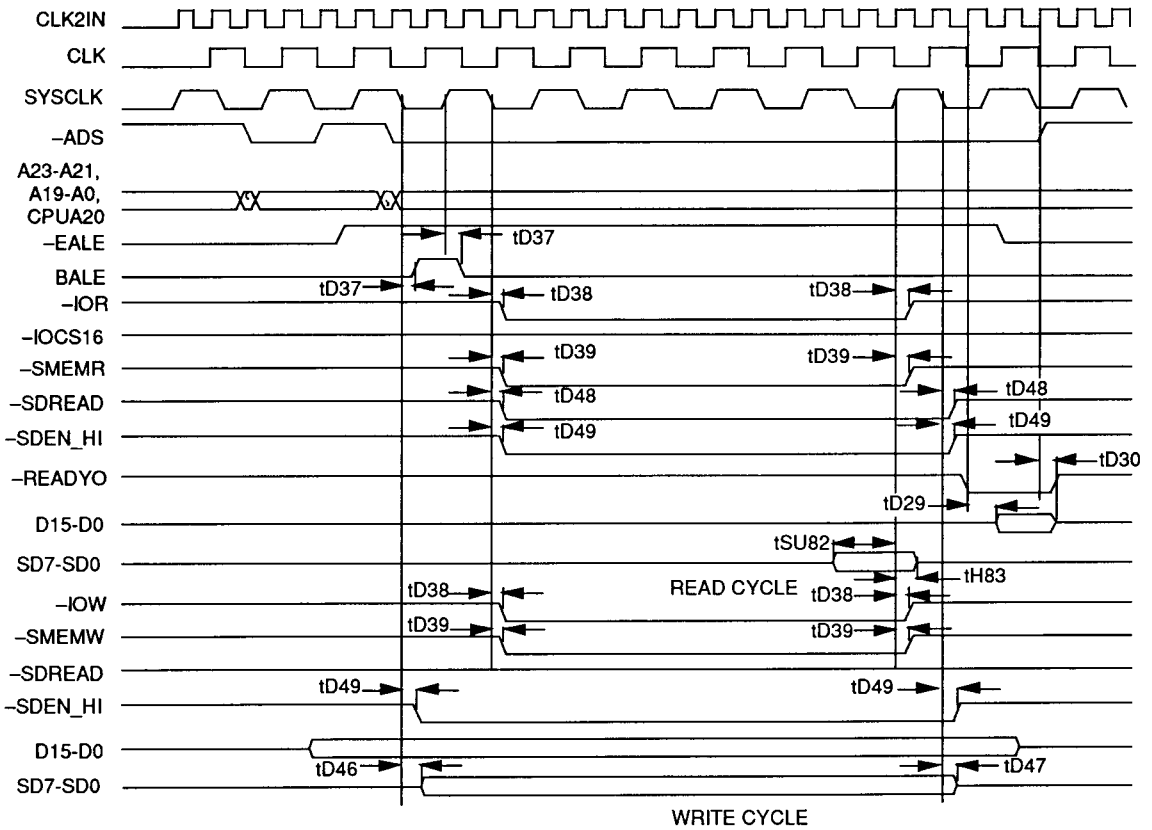 CLK2IN
CLK
SYSCLK
–ADS
A23-A21,
A19-A0,
CPUA20
–EALE
tD37
BALE
tD37
–IOR
tD38
tD38
–IOCS16
tD39
tD39
–SMEMR
tD48
tD48
–SDREAD
tD49
tD49
–SDEN_HI
tD30
–READYO
tD29
D15-D0
tSU82
SD7-SD0
tH83
READ CYCLE
tD38
tD38
–IOW
tD39
tD39
–SMEMW
–SDREAD
tD49
tD49
–SDEN_HI
D15-D0
tD46
tD47
SD7-SD0
WRITE CYCLE